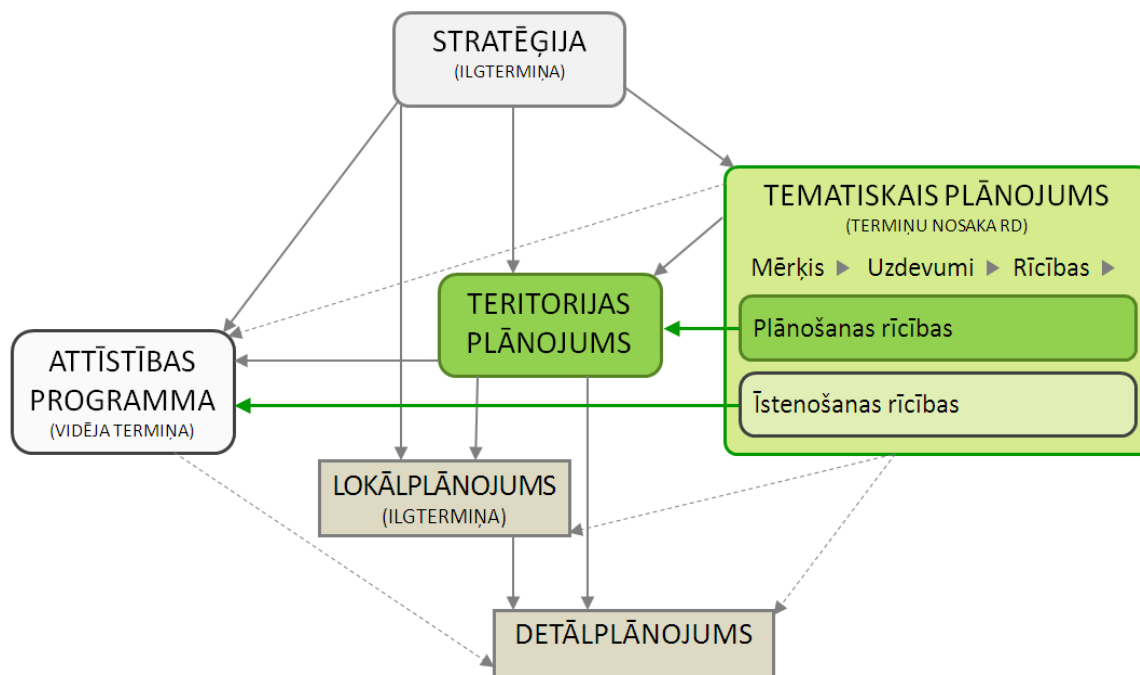 STRATĒĢIJA
(ILGTERMIŅA)
TEMATISKAIS PLĀNOJUMS
(TERMIŅU NOSAKA RD)
Mērķis ▶ Uzdevumi ▶ Rīcības ▶
Plānošanas rīcības
Īstenošanas rīcības
TERITORIJAS
PLĀNOJUMS
ATTĪSTĪBAS
PROGRAMMA
(VIDĒJA TERMIŅA)
LOKĀLPLĀNOJUMS
(ILGTERMIŅA)
DETĀLPLĀNOJUMS